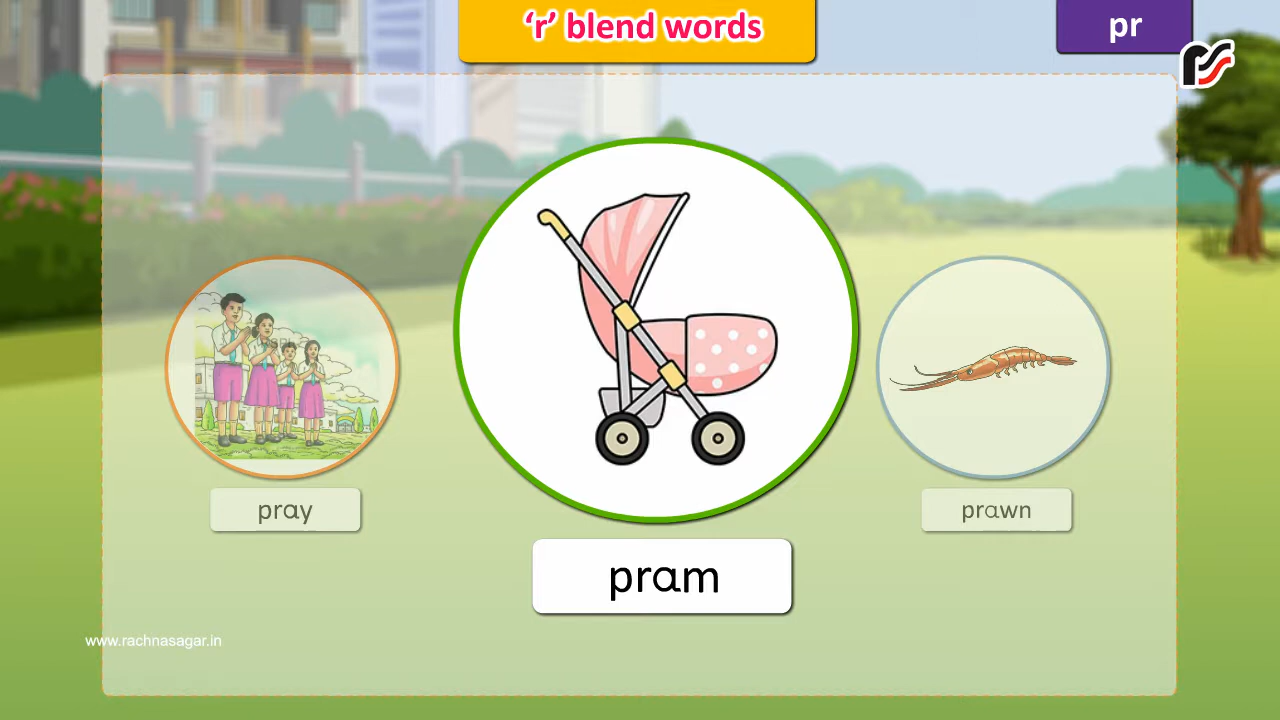 ‘r’ blend words
pr
pray
pram
prawn
www.rachnasagar.in